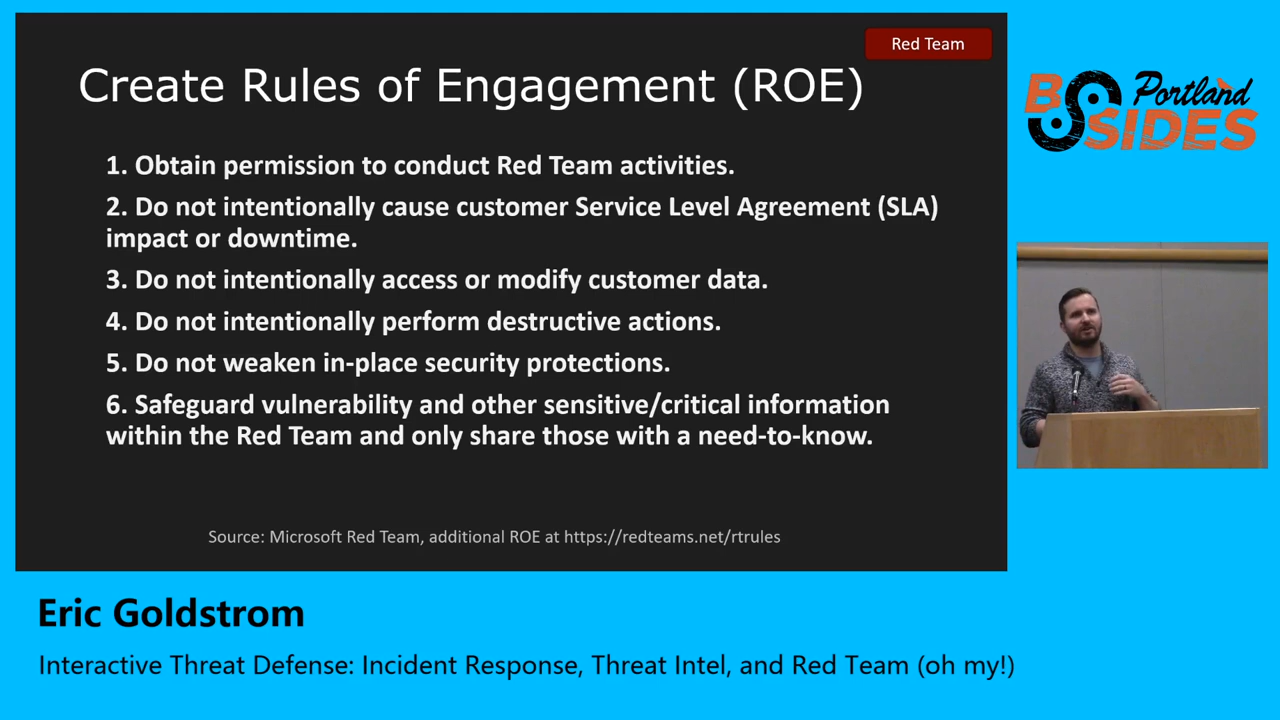 Red Team
Create Rules of Engagement (ROE)
1. Obtain permission to conduct Red Team activities.
2. Do not intentionally cause customer Service Level Agreement (SLA)
impact or downtime.
3. Do not intentionally access or modify customer data.
4. Do not intentionally perform destructive actions.
5. Do not weaken in-place security protections.
6. Safeguard vulnerability and other sensitive/critical information
within the Red Team and only share those with a need-to-know.
Source: Microsoft Red Team, additional ROE at https://redteams.net/rtrules
BSIDES Portland
Eric Goldstrom
Interactive Threat Defense: Incident Response, Threat Intel, and Red Team (oh my!)